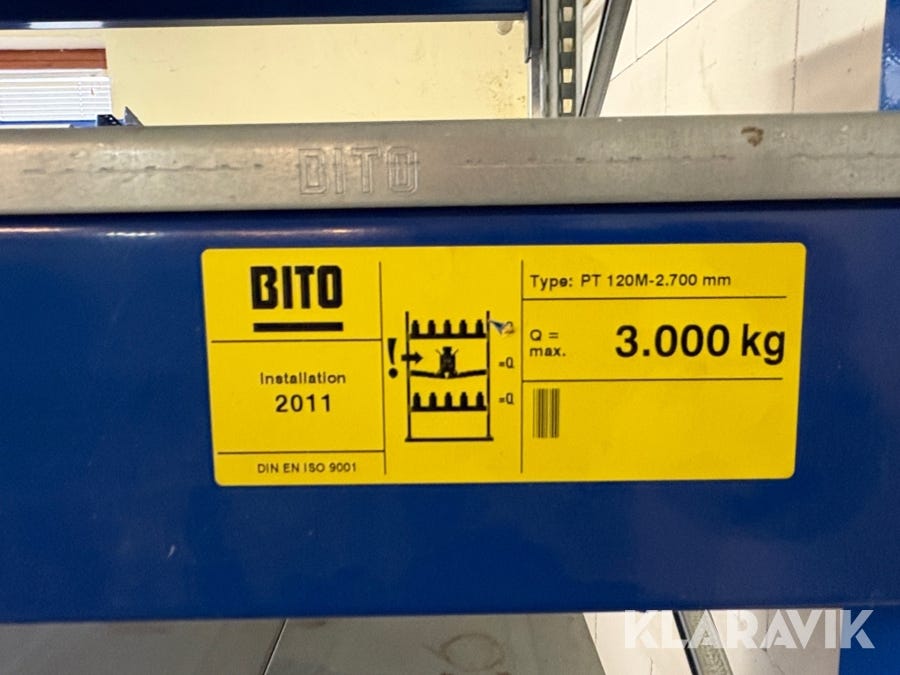 BITO
BITO
Installation
2011
DIN EN ISO 9001
!
=Q
=Q
Type: PT 120M-2.700 mm
Q =
max.
3.000 kg
KLARAVIK